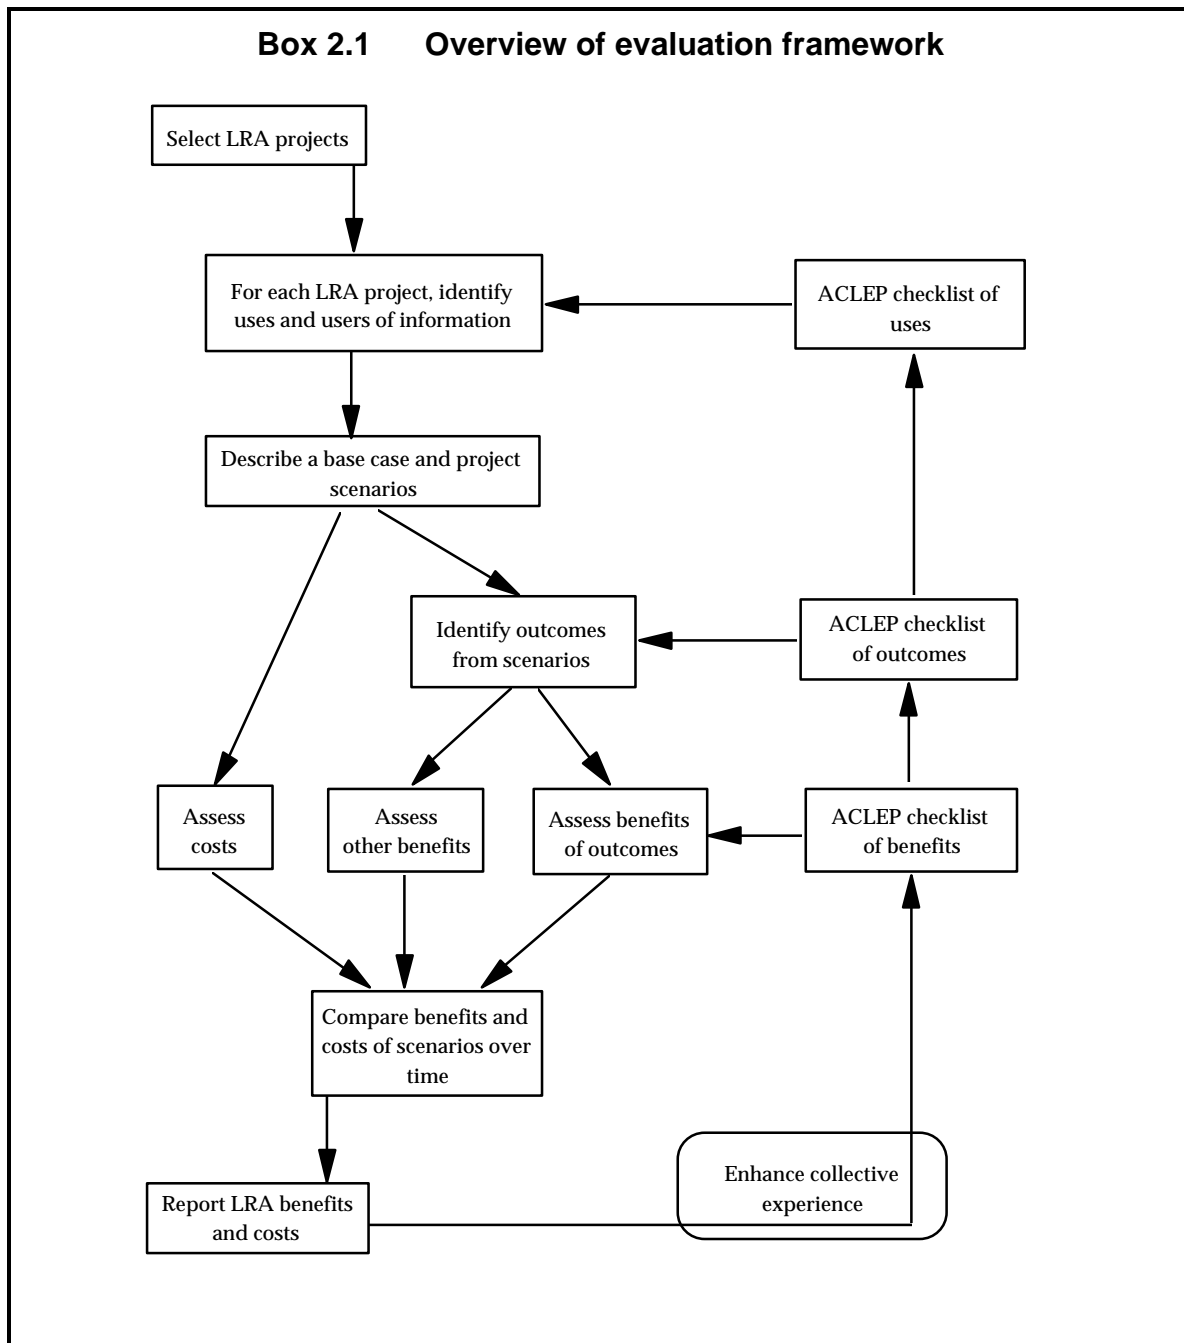 Box 2.1 Overview of evaluation framework
Select LRA projects
For each LRA project, identify
uses and users of information
ACLEP checklist of
uses
Describe a base case and project
scenarios
Identify outcomes
from scenarios
ACLEP checklist
of outcomes
Assess
costs
Assess
other benefits
Assess benefits
of outcomes
ACLEP checklist
of benefits
Compare benefits and
costs of scenarios over
time
Enhance collective
experience
Report LRA benefits
and costs